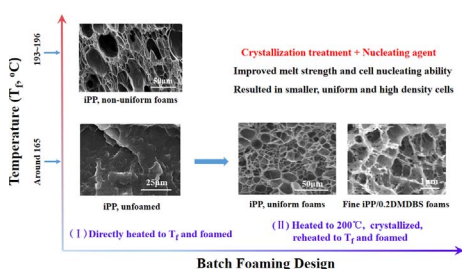 Temperature (Tf, °C)
193~196
Around 165
50μm
iPP, non-uniform foams
Crystallization treatment + Nucleating agent
Improved melt strength and cell nucleating ability
Resulted in smaller, uniform and high density cells
25μm
iPP, unfoamed
50μm
iPP, uniform foams
1μm
Fine iPP/0.2DMDBS foams
(Ⅰ) Directly heated to Tf and foamed
(Ⅱ) Heated to 200℃, crystallized,
reheated to Tf and foamed
Batch Foaming Design